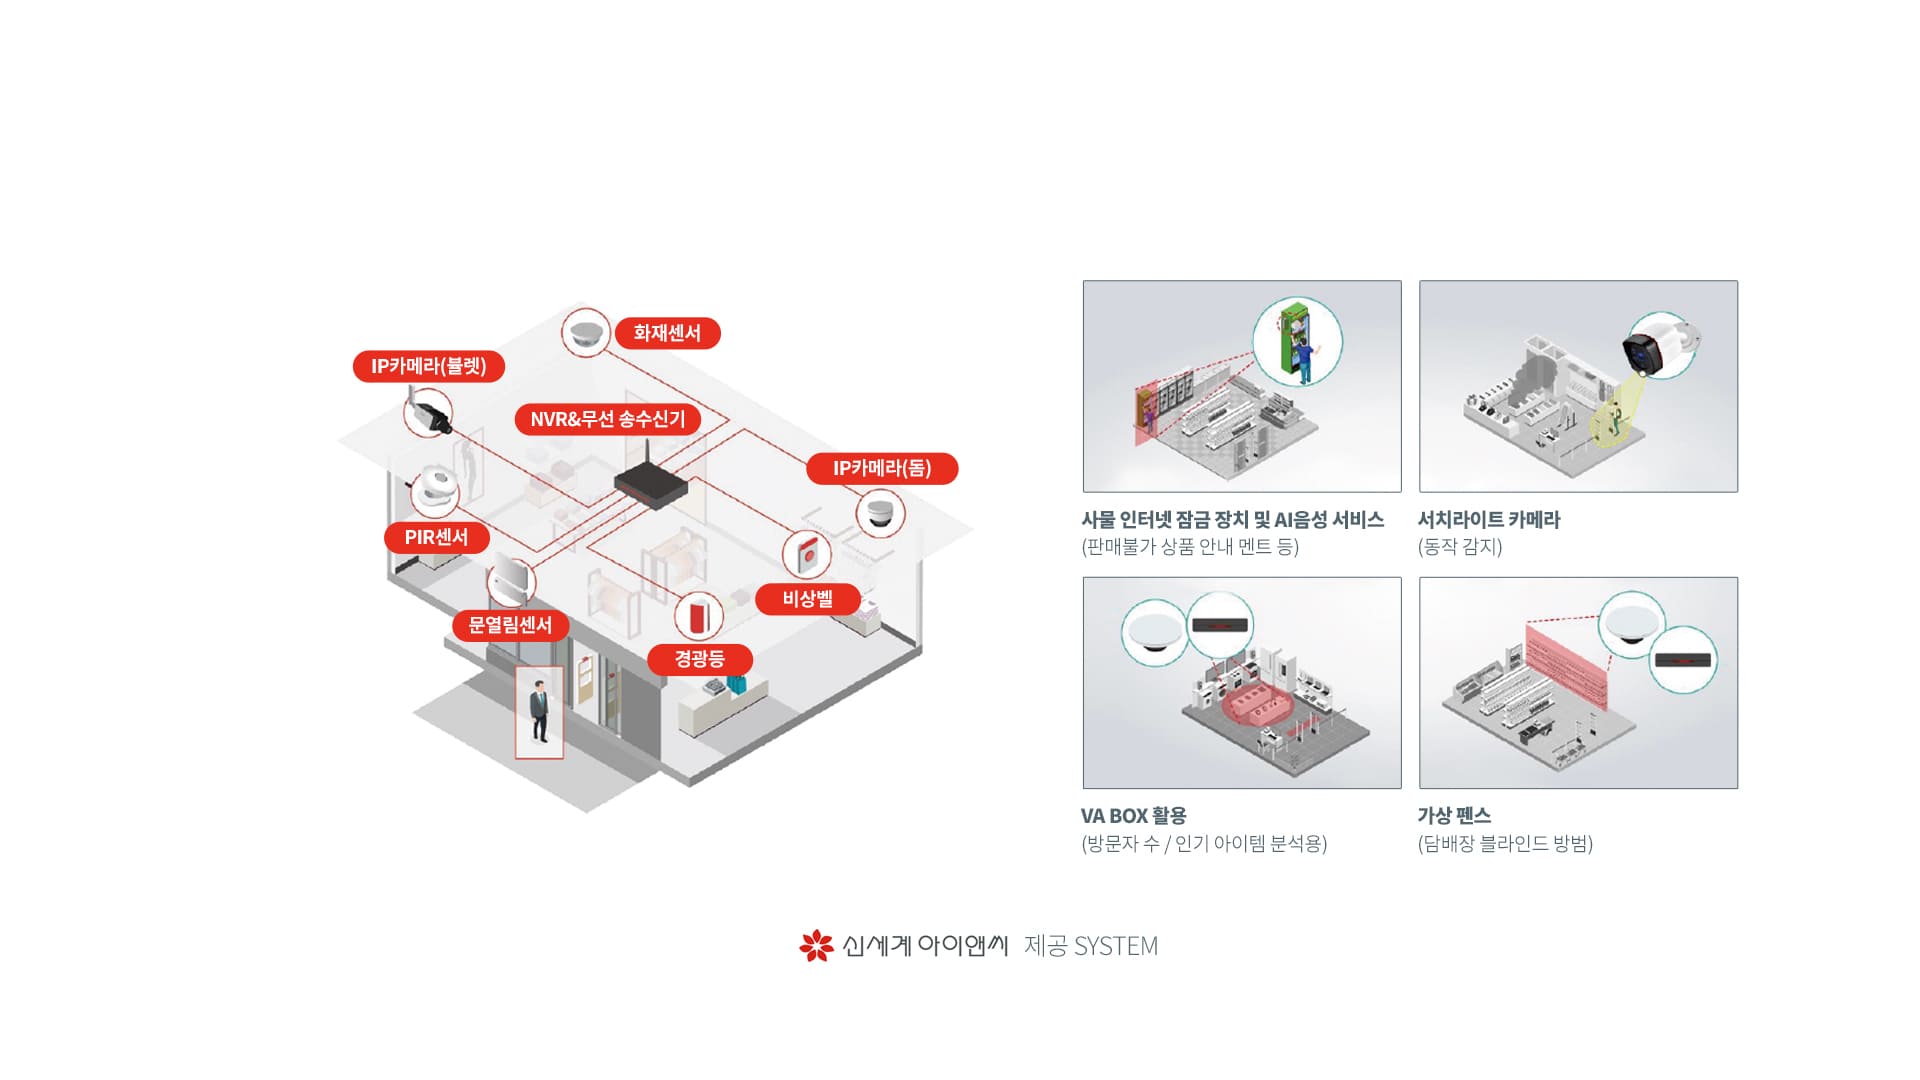 화재센서
IP카메라(뷸렛)
NVR&무선 송수신기
IP카메라(돔)
PIR센서
비상벨
문열림센서
경광등
사물 인터넷 잠금 장치 및 AI음성 서비스
(판매불가 상품 안내 멘트 등)
서치라이트 카메라
(동작 감지)
VA BOX 활용
(방문자 수 / 인기 아이템 분석용)
가상 펜스
(담배장 블라인드 방범)
신세계 아이앤씨 제공 SYSTEM